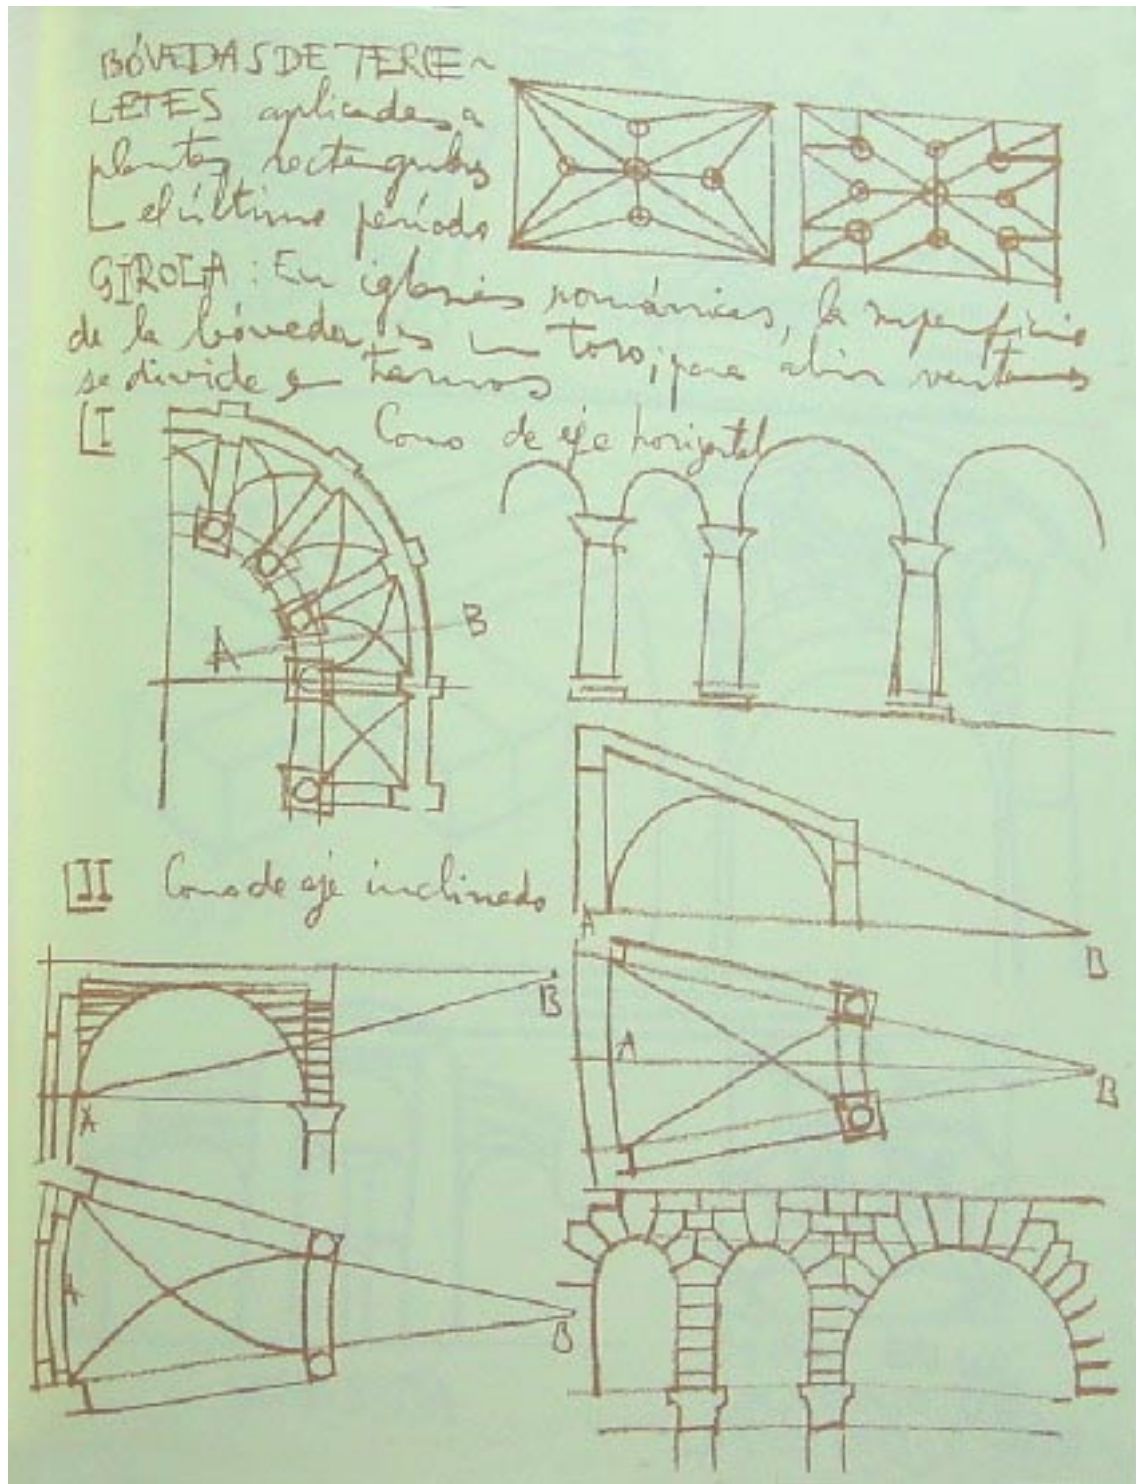 BÓVEDAS DE TERCE~
LETES aplicadas a
plantas rectangulares
el último período
GIROLA: En iglesias románicas, la superficie
de la bóveda es un toro; para abrir ventanas
se divide en tramos
I Cono de eje horizontal
A
B
II Cono de eje inclinado
A
B
A
B
A
B
A
B